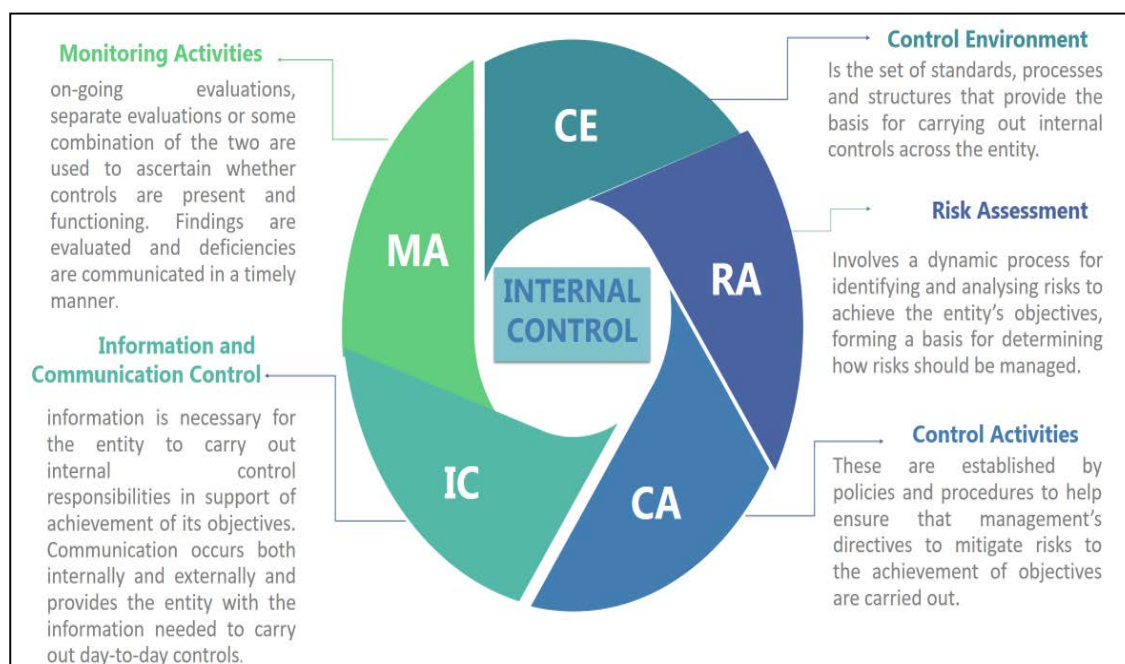 Monitoring Activities
on-going evaluations,
separate evaluations or some
combination of the two are
used to ascertain whether
controls are present and
functioning. Findings are
evaluated and deficiencies
are communicated in a timely
manner.
Information and
Communication Control
information is necessary for
the entity to carry out
internal control
responsibilities in support of
achievement of its objectives.
Communication occurs both
internally and externally and
provides the entity with the
information needed to carry
out day-to-day controls.
CE
RA
CA
IC
MA
INTERNAL
CONTROL
Control Environment
Is the set of standards, processes
and structures that provide the
basis for carrying out internal
controls across the entity.
Risk Assessment
Involves a dynamic process for
identifying and analysing risks to
achieve the entity's objectives,
forming a basis for determining
how risks should be managed.
Control Activities
These are established by
policies and procedures to help
ensure that management's
directives to mitigate risks to
the achievement of objectives
are carried out.